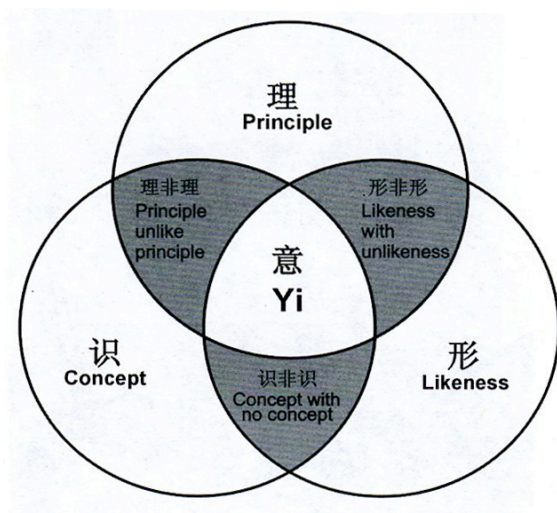 理
Principle
理非理
Principle
unlike
principle
形非形
Likeness
with
unlikeness
意
Yi
识
Concept
形
Likeness
识非识
Concept with
no concept